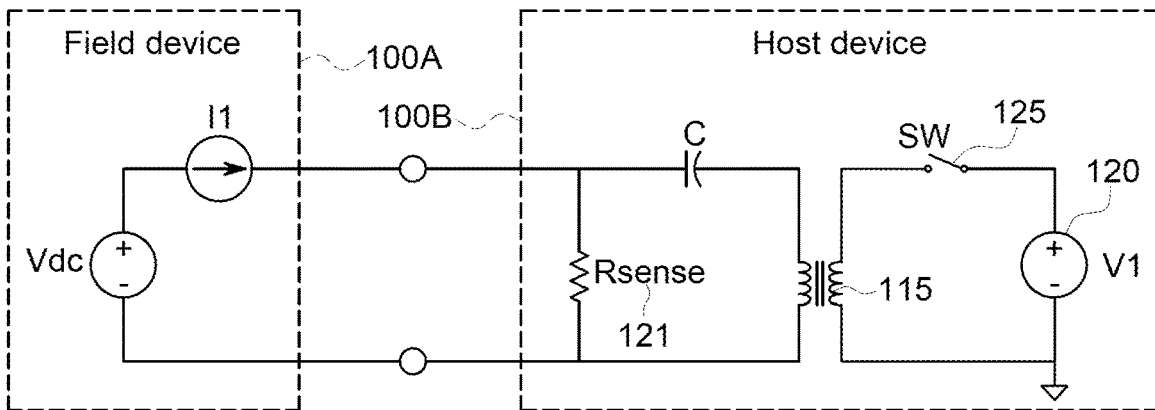 Field device
Host device
100A
I1
100B
C
SW
125
120
+
-
Vdc
Rsense
121
115
+
-
V1